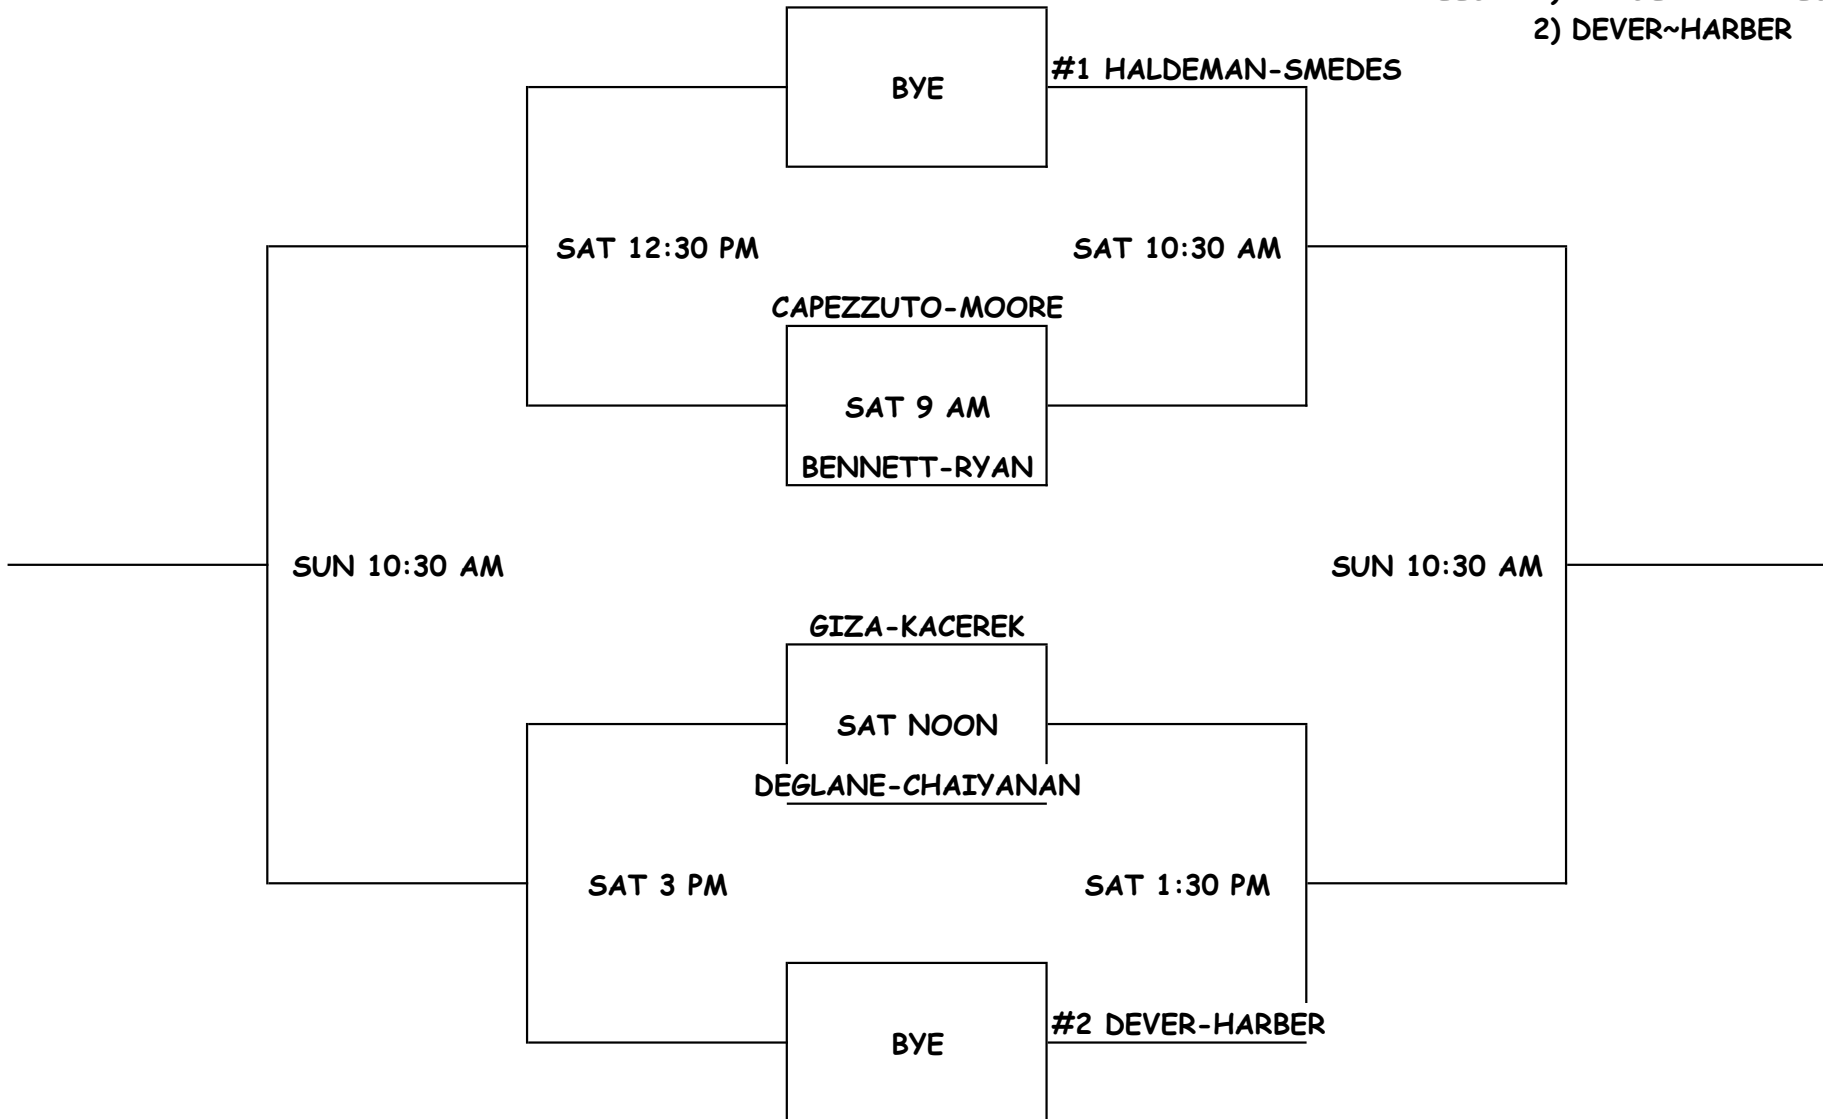 2) DEVER~HARBER
#1 HALDEMAN-SMEDES
BYE
SAT 12:30 PM
SAT 10:30 AM
CAPEZZUTO-MOORE
SAT 9 AM
BENNETT-RYAN
SUN 10:30 AM
SUN 10:30 AM
GIZA-KACEREK
SAT NOON
DEGLANE-CHAIYANAN
SAT 3 PM
SAT 1:30 PM
#2 DEVER-HARBER
BYE